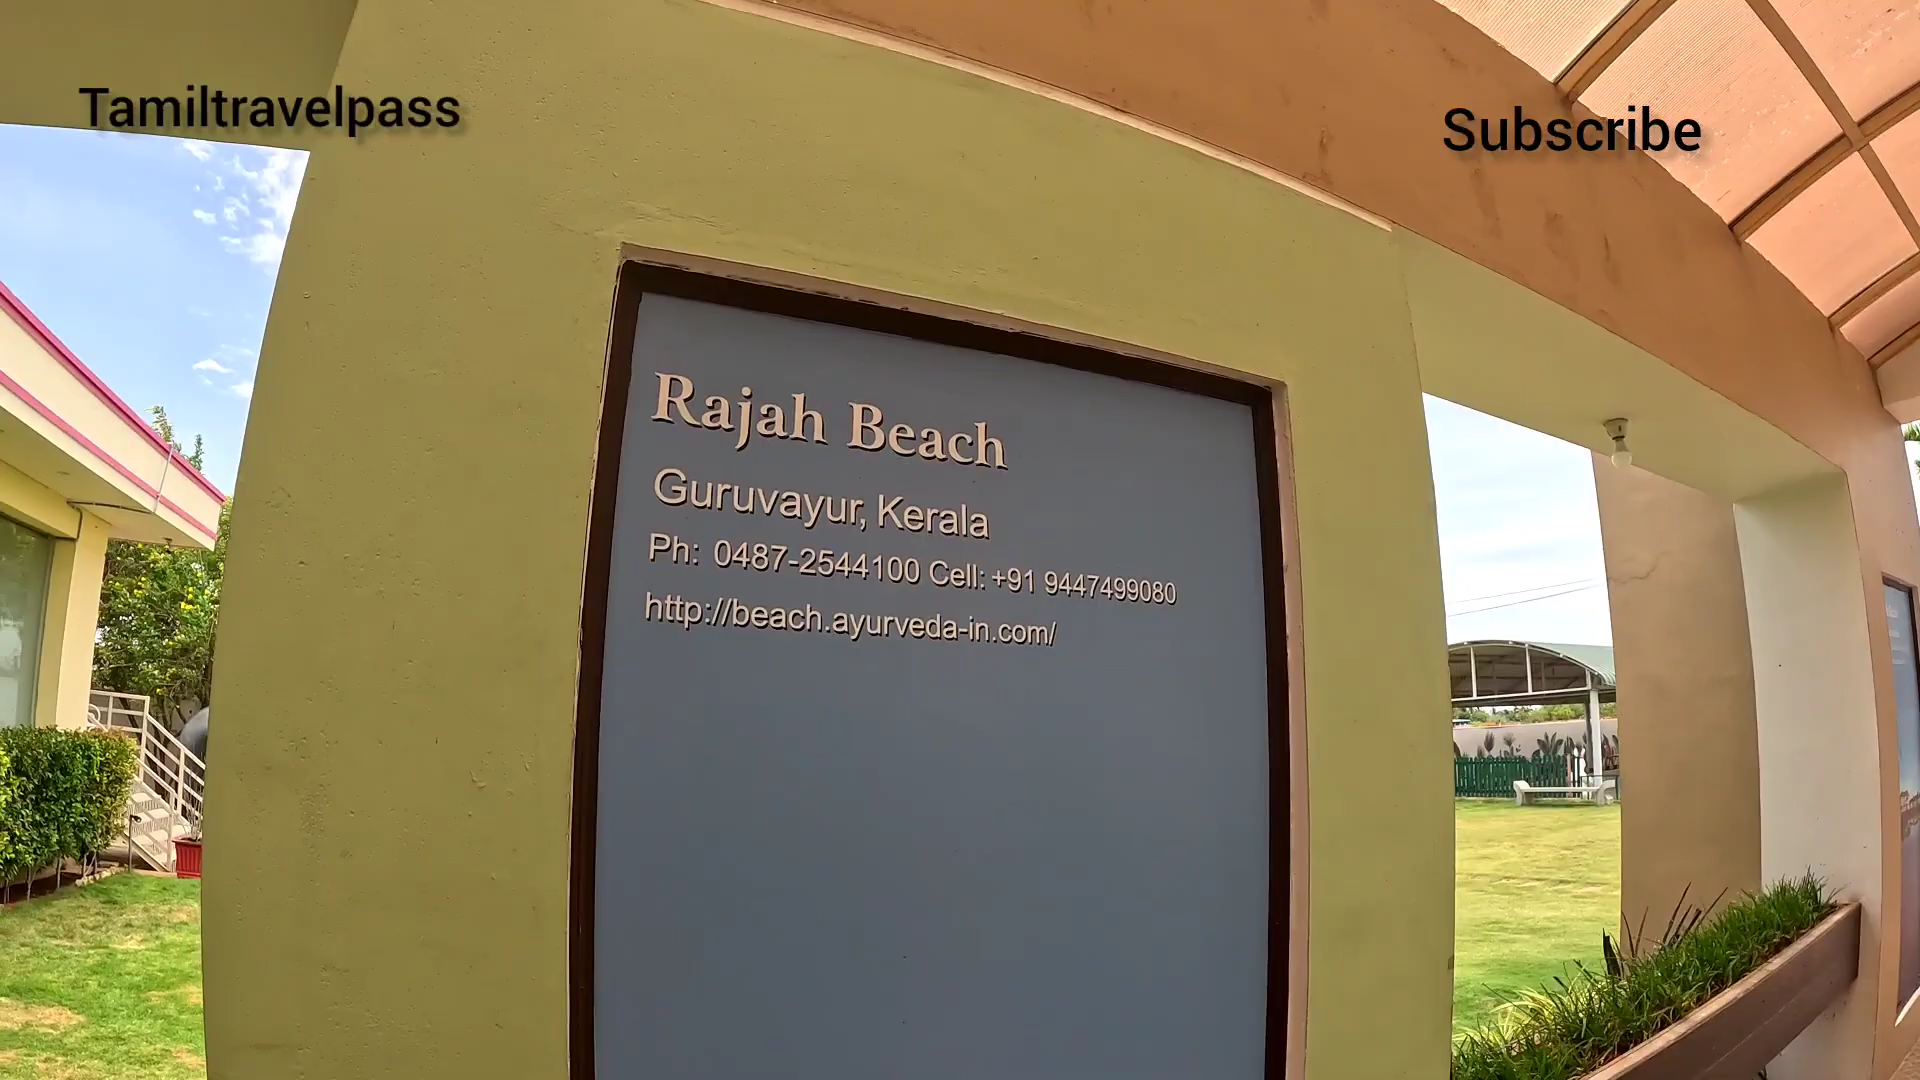 Tamiltravelpass
Subscribe
Rajah Beach
Guruvayur, Kerala
Ph: 0487-2544100 Cell: +91 9447499080
http://beach.ayurveda-in.com/